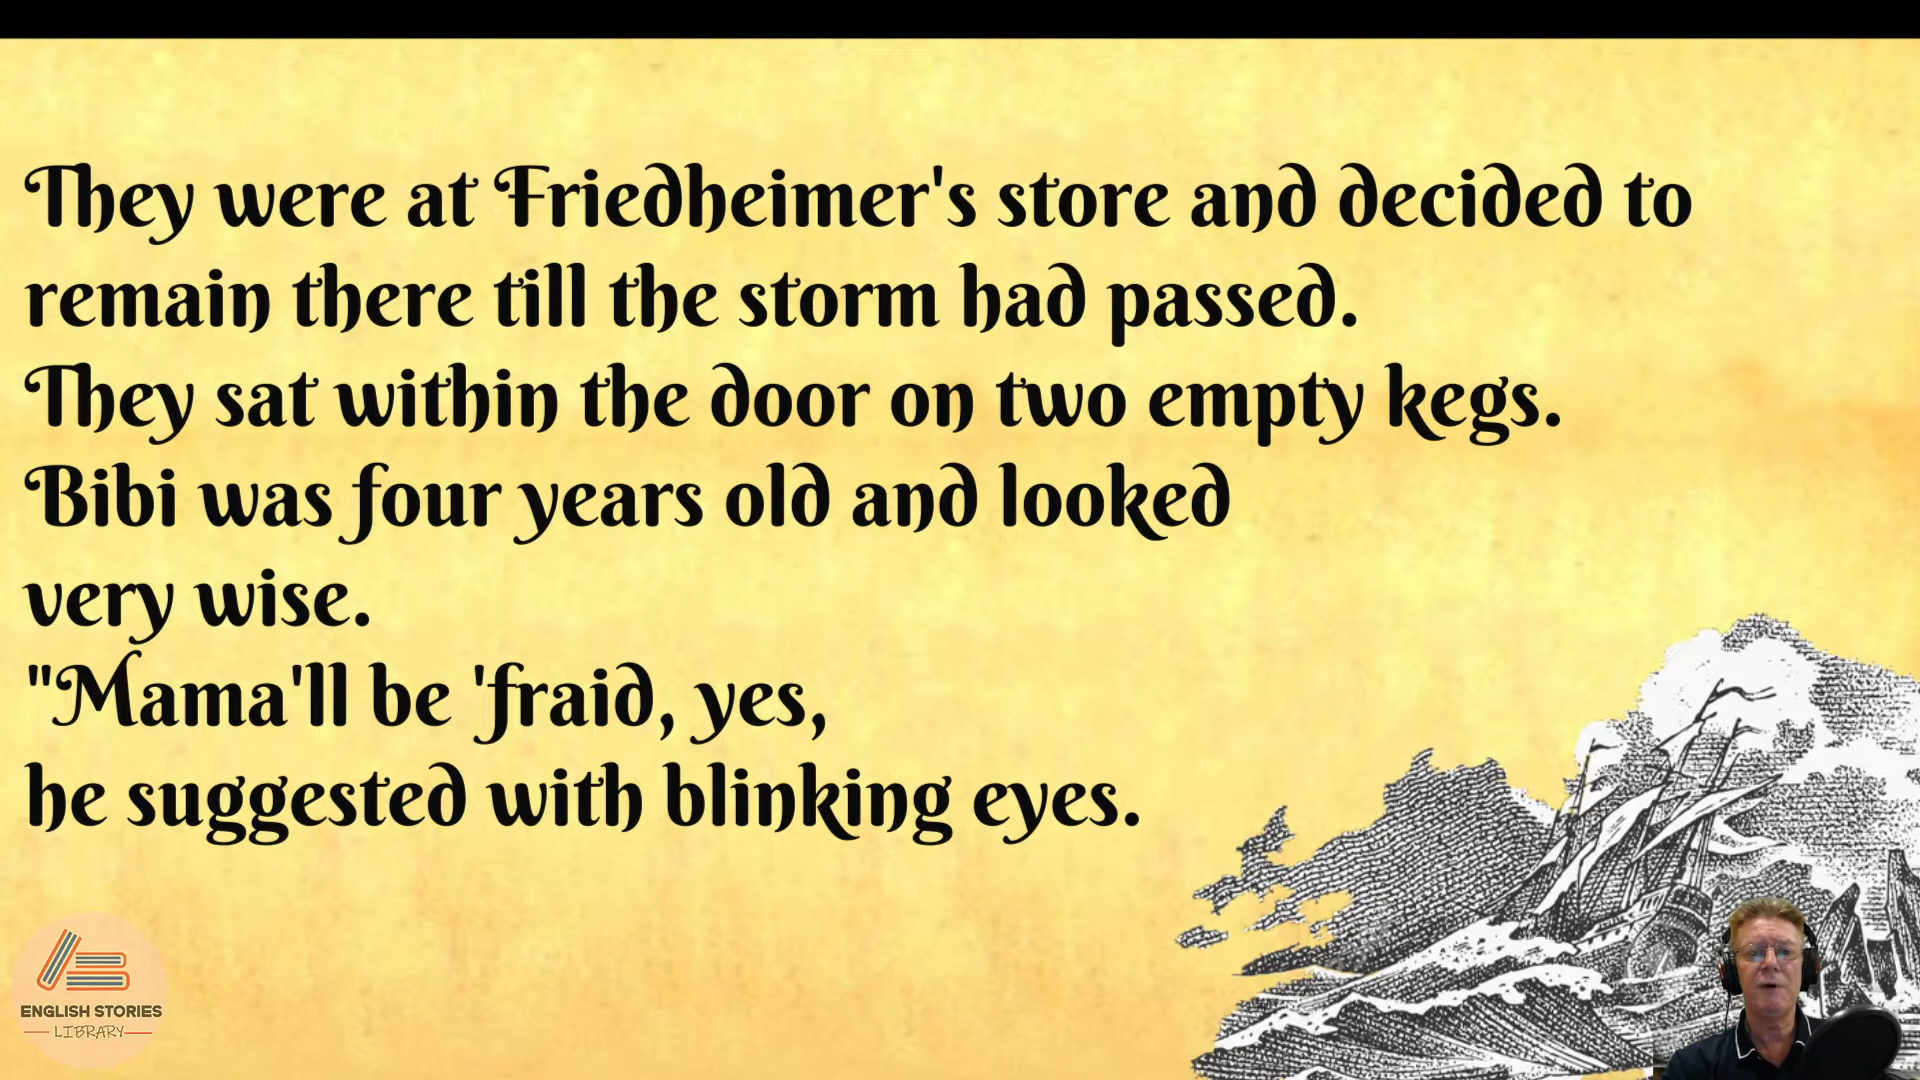 They were at Friedheimer's store and decided to
remain there till the storm had passed.
They sat within the door on two empty kegs.
Bibi was four years old and looked
very wise.
"Mama'll be 'fraid, yes,
he suggested with blinking eyes.
ENGLISH STORIES
LIBRARY